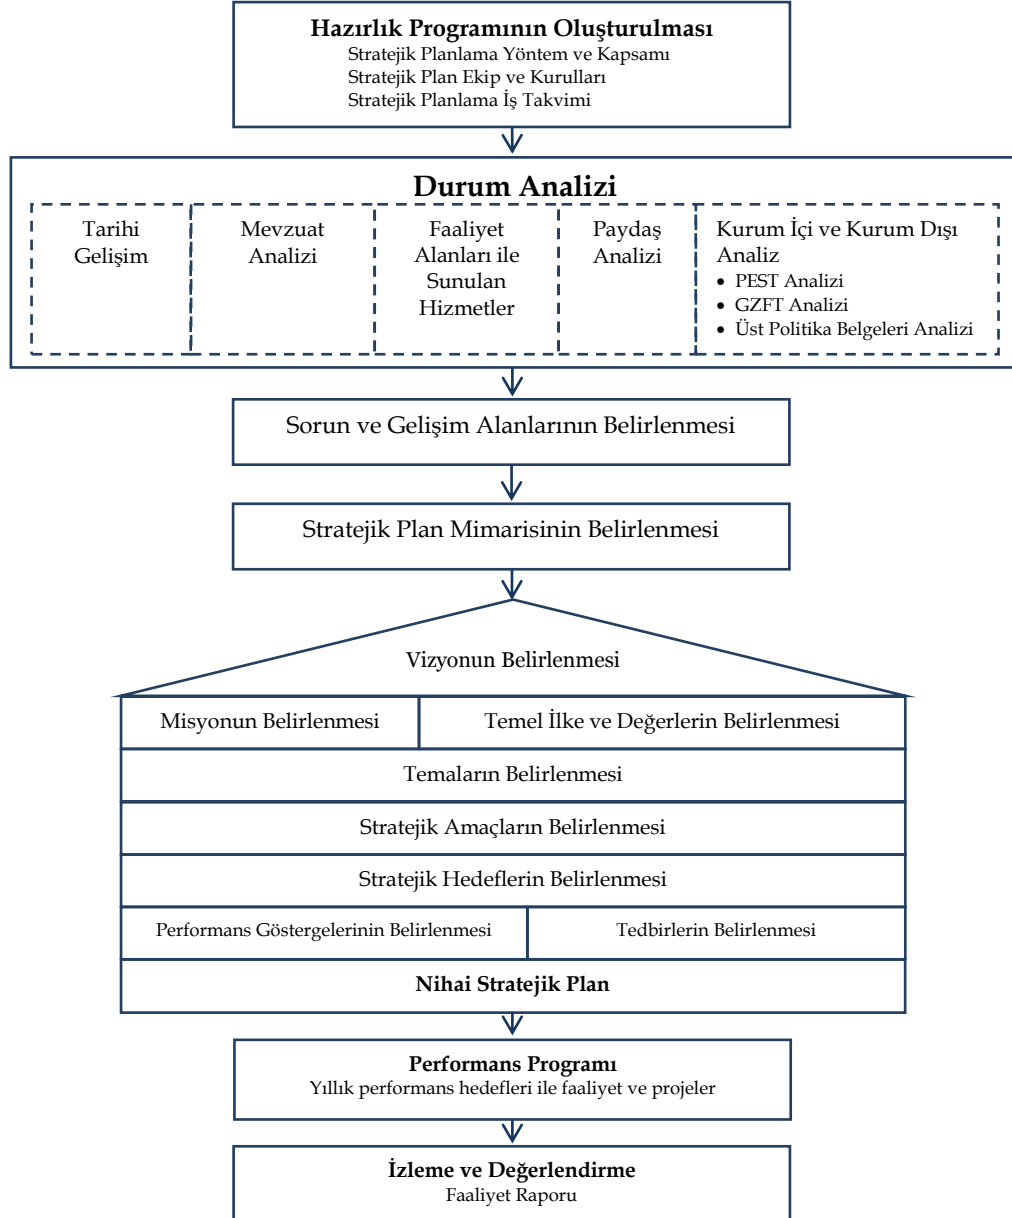 Hazırlık Programının Oluşturulması
Stratejik Planlama Yöntem ve Kapsamı
Stratejik Plan Ekip ve Kurulları
Stratejik Planlama İş Takvimi
Durum Analizi
Tarihi
Gelişim
Mevzuat
Analizi
Faaliyet
Alanları ile
Sunulan
Hizmetler
Paydaş
Analizi
Kurum İçi ve Kurum Dışı
Analiz
• PEST Analizi
• GZFT Analizi
• Üst Politika Belgeleri Analizi
Sorun ve Gelişim Alanlarının Belirlenmesi
Stratejik Plan Mimarisinin Belirlenmesi
Vizyonun Belirlenmesi
Misyonun Belirlenmesi
Temel İlke ve Değerlerin Belirlenmesi
Temaların Belirlenmesi
Stratejik Amaçların Belirlenmesi
Stratejik Hedeflerin Belirlenmesi
Performans Göstergelerinin Belirlenmesi
Tedbirlerin Belirlenmesi
Nihai Stratejik Plan
Performans Programı
Yıllık performans hedefleri ile faaliyet ve projeler
İzleme ve Değerlendirme
Faaliyet Raporu